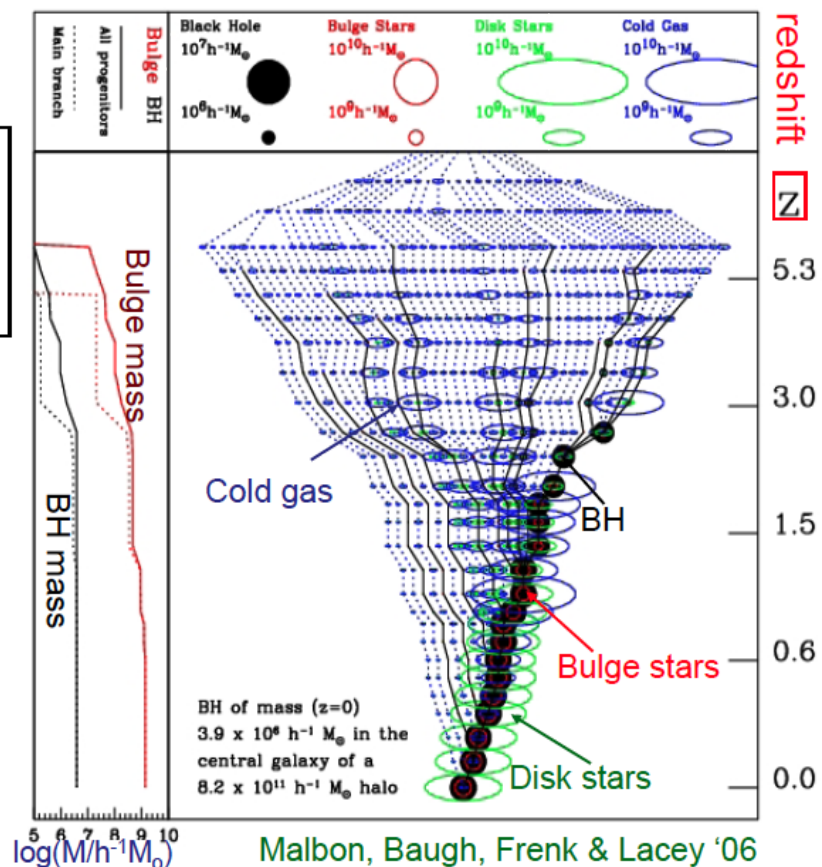 Main branch
All progenitors
Bulge BH
Black Hole
10⁷h⁻¹M☉
10⁶h⁻¹M☉
Bulge Stars
10¹⁰h⁻¹M☉
10⁹h⁻¹M☉
Disk Stars
10¹⁰h⁻¹M☉
10⁹h⁻¹M☉
Cold Gas
10¹⁰h⁻¹M☉
10⁹h⁻¹M☉
redshift
z
Bulge mass
BH mass
Cold gas
BH
Bulge stars
Disk stars
5.3
3.0
1.5
0.6
0.0
BH of mass (z=0)
3.9 x 10⁶ h⁻¹ M☉ in the
central galaxy of a
8.2 x 10¹¹ h⁻¹ M☉ halo
5 6 7 8 9 10
log(M/h⁻¹M₀)
Malbon, Baugh, Frenk & Lacey ‘06